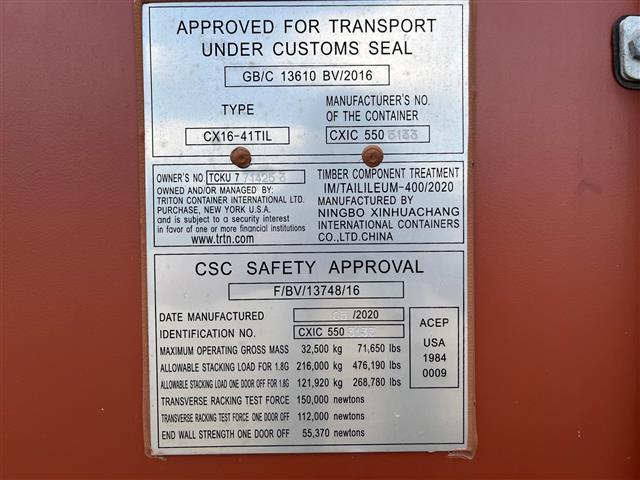 APPROVED FOR TRANSPORT
UNDER CUSTOMS SEAL
GB/C 13610 BV/2016
TYPE
CX16-41TIL
MANUFACTURER'S NO.
OF THE CONTAINER
CXIC 550 3133
OWNER'S NO. TCKU 7 71425 3
OWNED AND/OR MANAGED BY:
TRITON CONTAINER INTERNATIONAL LTD.
PURCHASE, NEW YORK U.S.A.
and is subject to a security interest
in favor of one or more financial institutions
www.trtn.com
TIMBER COMPONENT TREATMENT
IM/TAILILEUM-400/2020
MANUFACTURED BY
NINGBO XINHUACHANG
INTERNATIONAL CONTAINERS
CO.,LTD.CHINA
CSC SAFETY APPROVAL
F/BV/13748/16
DATE MANUFACTURED 05 /2020
IDENTIFICATION NO. CXIC 550 3133
MAXIMUM OPERATING GROSS MASS 32,500 kg 71,650 lbs
ALLOWABLE STACKING LOAD FOR 1.8G 216,000 kg 476,190 lbs
ALLOWABLE STACKING LOAD ONE DOOR OFF FOR 1.8G 121,920 kg 268,780 lbs
TRANSVERSE RACKING TEST FORCE 150,000 newtons
TRANSVERSE RACKING TEST FORCE ONE DOOR OFF 112,000 newtons
END WALL STRENGTH ONE DOOR OFF 55,370 newtons
ACEP
USA
1984
0009